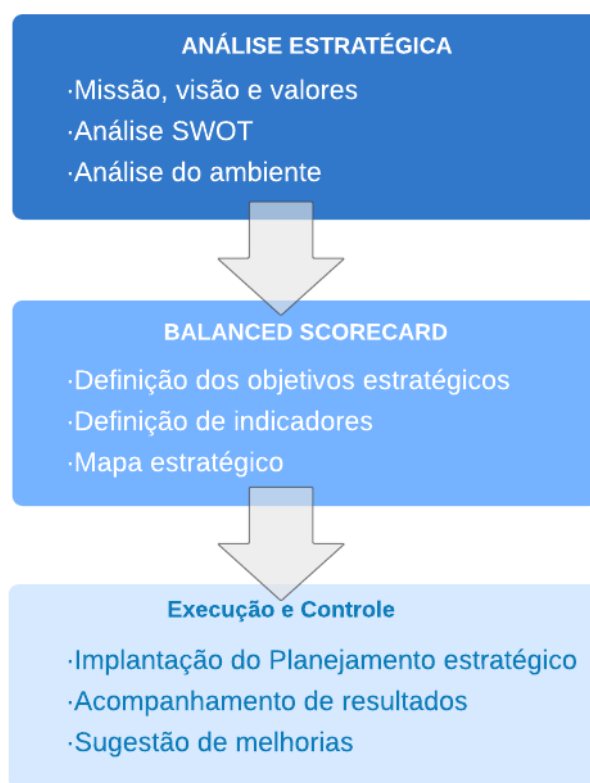 ANÁLISE ESTRATÉGICA
·Missão, visão e valores
·Análise SWOT
·Análise do ambiente
BALANCED SCORECARD
·Definição dos objetivos estratégicos
·Definição de indicadores
·Mapa estratégico
Execução e Controle
·Implantação do Planejamento estratégico
·Acompanhamento de resultados
·Sugestão de melhorias